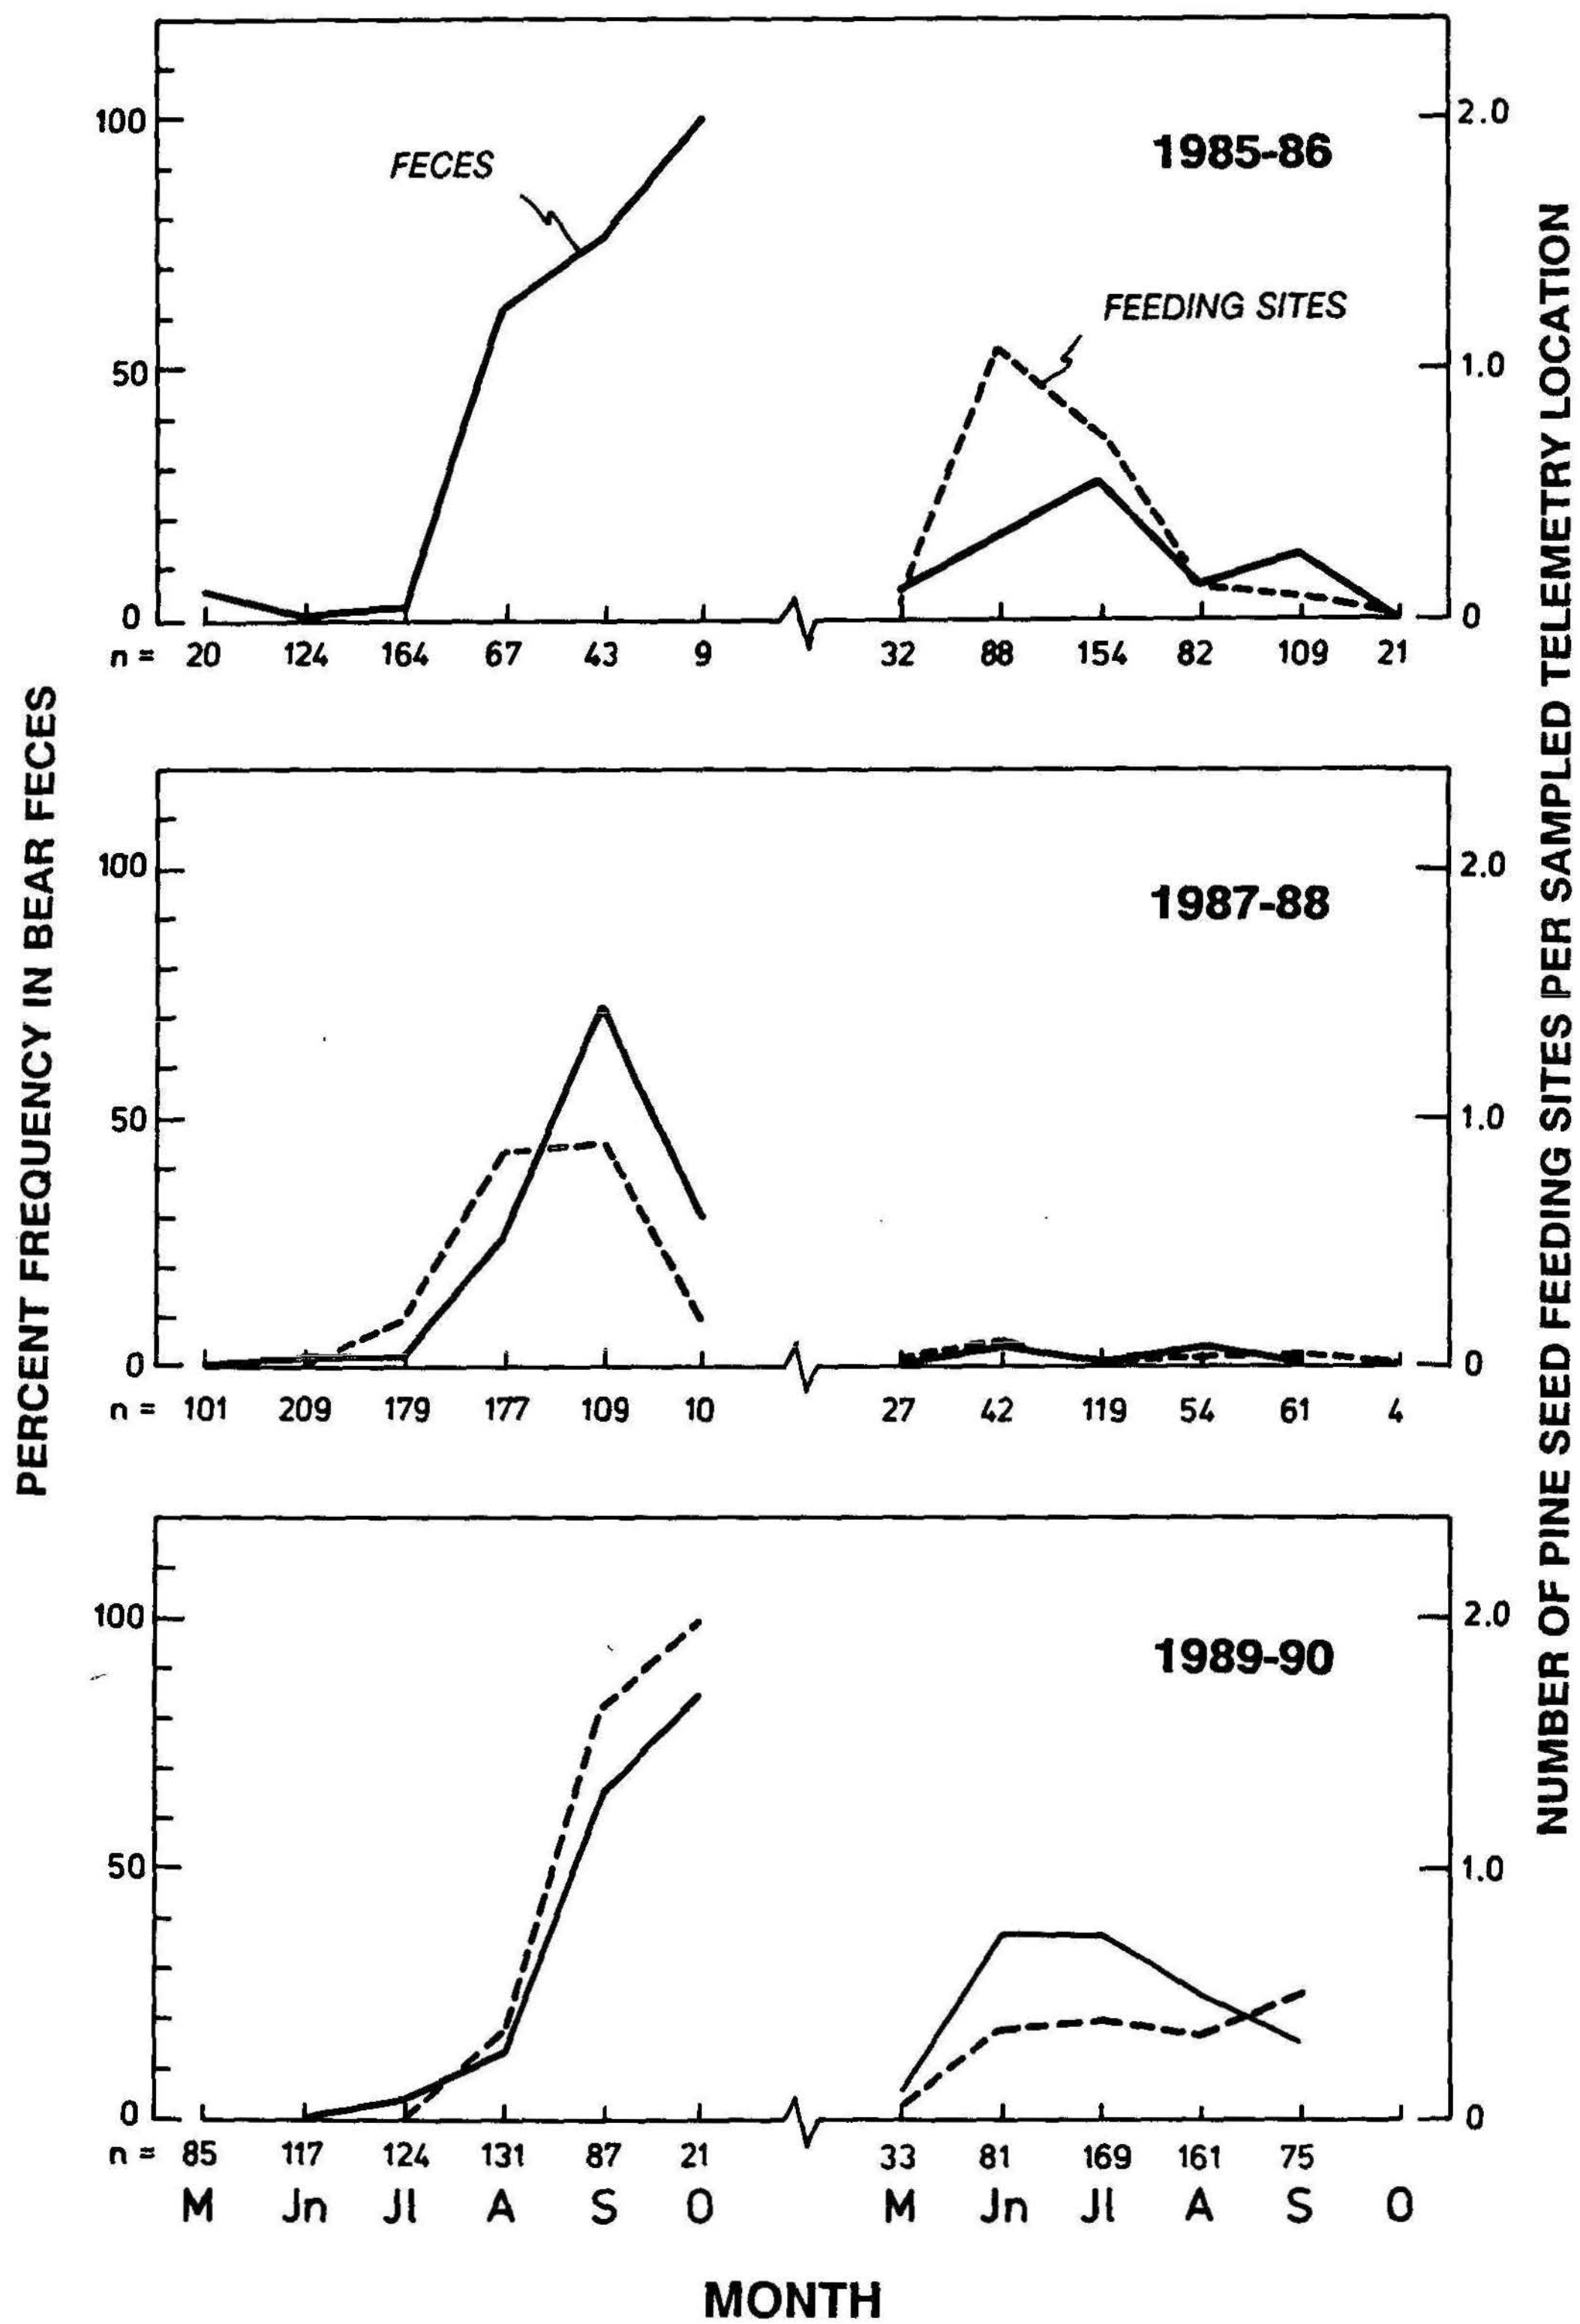 PERCENT FREQUENCY IN BEAR FECES
NUMBER OF PINE SEED FEEDING SITES PER SAMPLED TELEMETRY LOCATION
1985-86
FECES
FEEDING SITES
100
50
0
2.0
1.0
0
n = 20 124 164 67 43 9 32 88 154 82 109 21
1987-88
100
50
0
2.0
1.0
0
n = 101 209 179 177 109 10 27 42 119 54 61 4
1989-90
100
50
0
2.0
1.0
0
n = 85 117 124 131 87 21 33 81 169 161 75
M Jn Jl A S O M Jn Jl A S O
MONTH